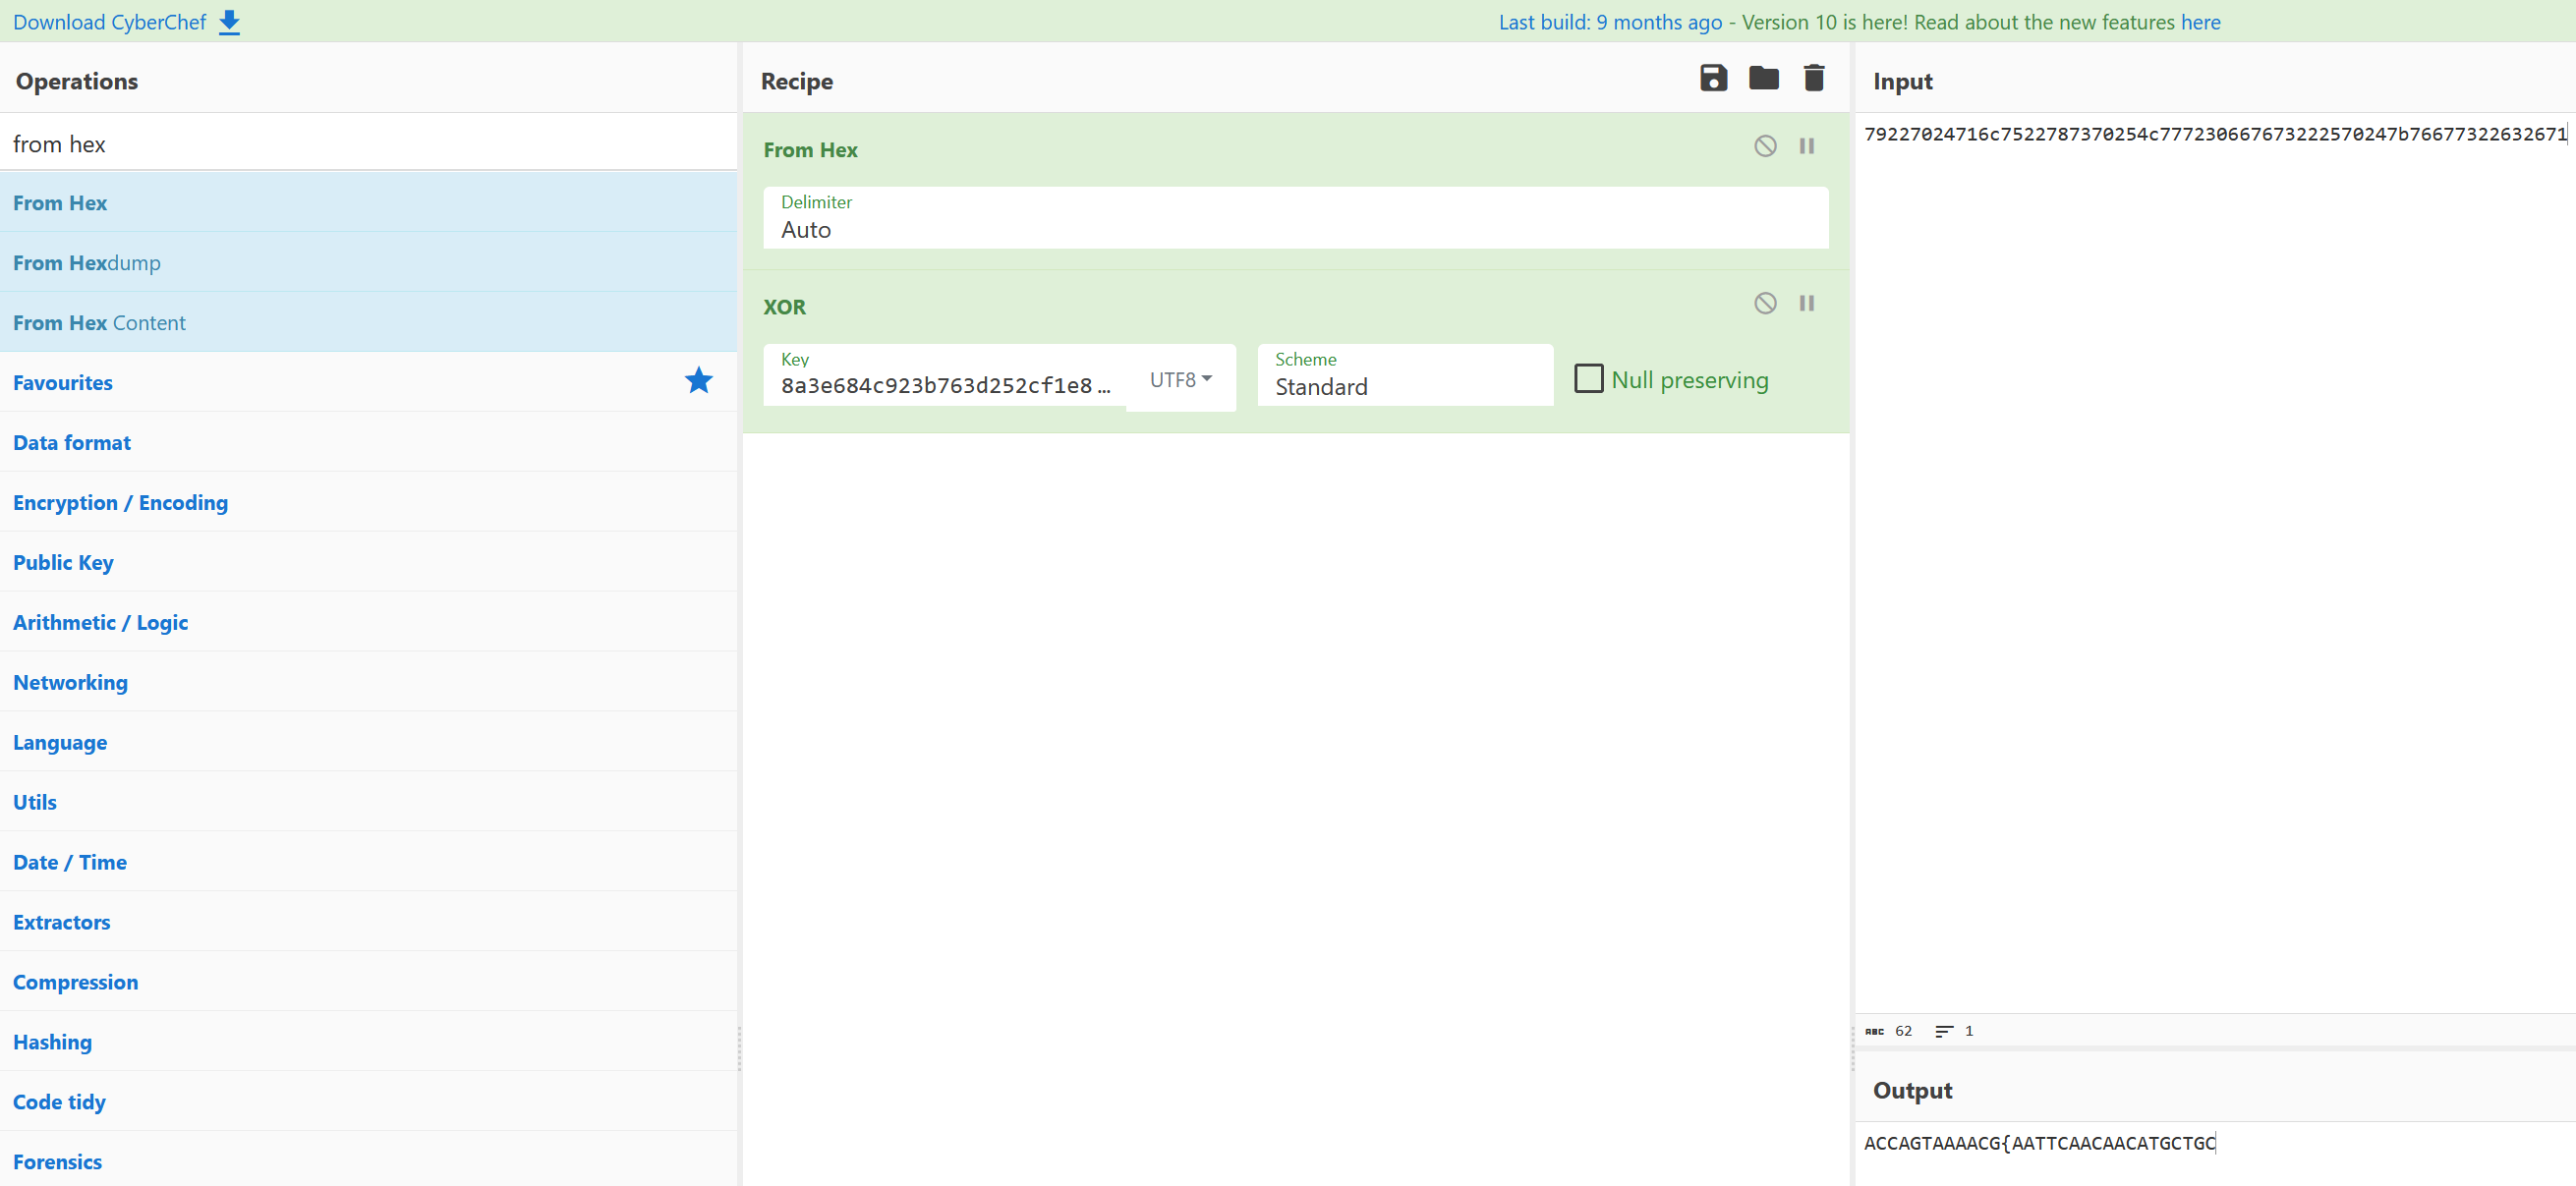 Download CyberChef
Last build: 9 months ago - Version 10 is here! Read about the new features here
Operations
from hex
From Hex
From Hexdump
From Hex Content
Favourites
Data format
Encryption / Encoding
Public Key
Arithmetic / Logic
Networking
Language
Utils
Date / Time
Extractors
Compression
Hashing
Code tidy
Forensics
Recipe
From Hex
Delimiter
Auto
XOR
Key
8a3e684c923b763d252cf1e8 …
UTF8
Scheme
Standard
Null preserving
Input
79227024716c7522787370254c777230667673222570247b76677322632671
ABC 62
1
Output
ACCAGTAAAACG{AATTCAACAACATGCTGC